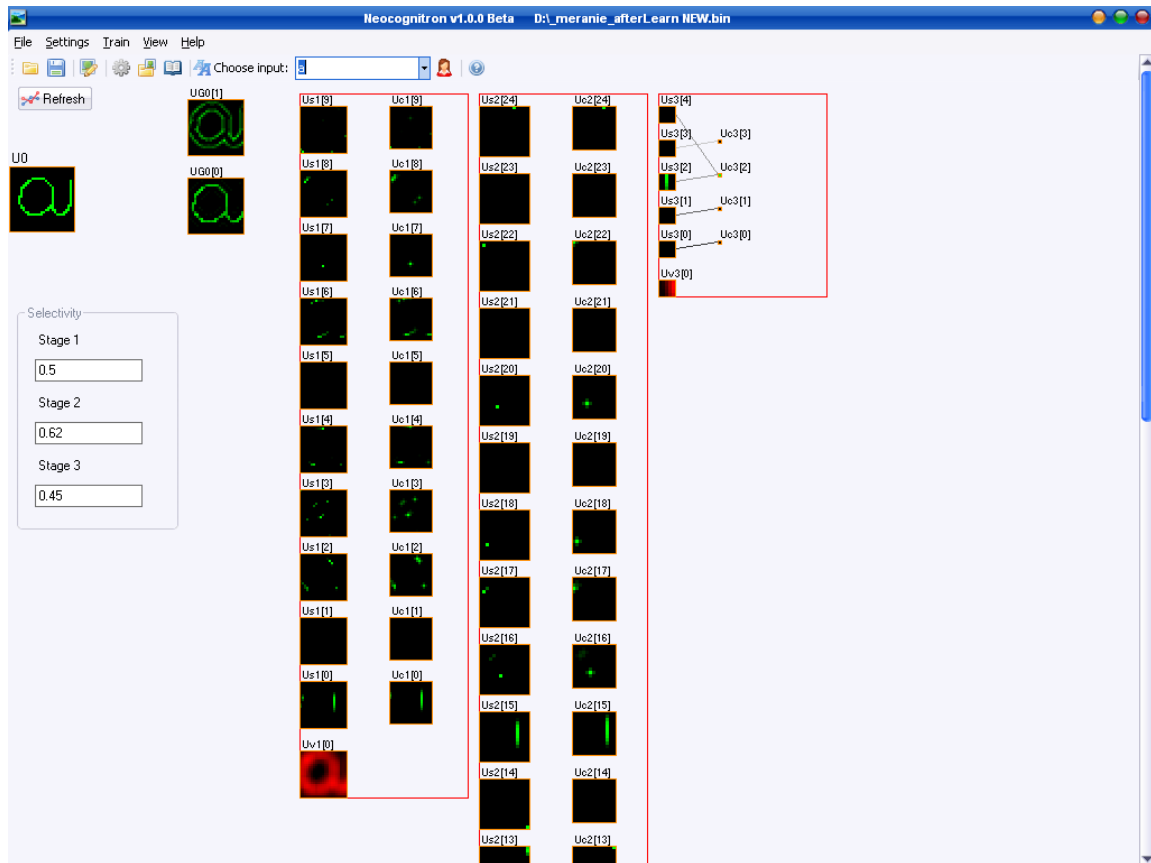 Neocognitron v1.0.0 Beta D:\_meranie_afterLearn NEW.bin
File Settings Train View Help
Choose input: a
Refresh
UG0[1]
U0
UG0[0]
Selectivity
Stage 1
0.5
Stage 2
0.62
Stage 3
0.45
Us1[9] Uc1[9]
Us1[8] Uc1[8]
Us1[7] Uc1[7]
Us1[6] Uc1[6]
Us1[5] Uc1[5]
Us1[4] Uc1[4]
Us1[3] Uc1[3]
Us1[2] Uc1[2]
Us1[1] Uc1[1]
Us1[0] Uc1[0]
Uv1[0]
Us2[24] Uc2[24]
Us2[23] Uc2[23]
Us2[22] Uc2[22]
Us2[21] Uc2[21]
Us2[20] Uc2[20]
Us2[19] Uc2[19]
Us2[18] Uc2[18]
Us2[17] Uc2[17]
Us2[16] Uc2[16]
Us2[15] Uc2[15]
Us2[14] Uc2[14]
Us2[13] Uc2[13]
Us3[4]
Us3[3] Uc3[3]
Us3[2] Uc3[2]
Us3[1] Uc3[1]
Us3[0] Uc3[0]
Uv3[0]